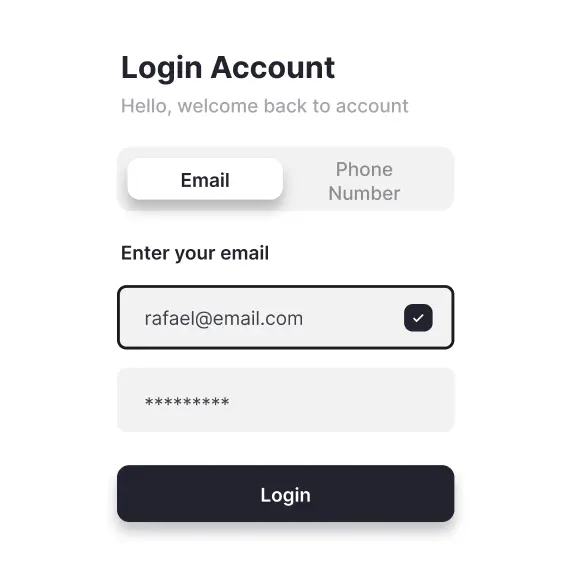 Login Account
Hello, welcome back to account
Email
Phone
Number
Enter your email
rafael@email.com
*********
Login